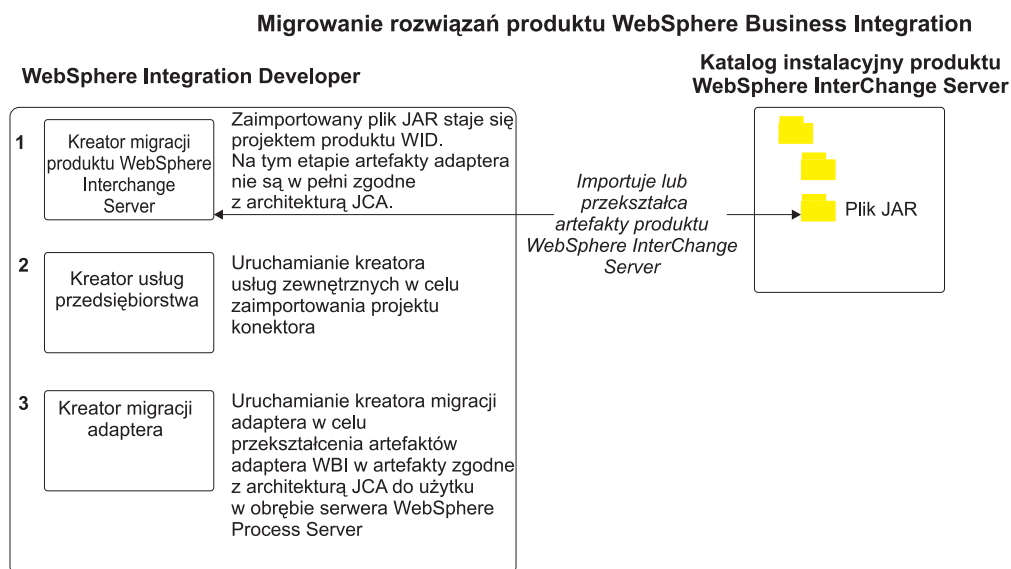 Migrowanie rozwiązań produktu WebSphere Business Integration
WebSphere Integration Developer
Katalog instalacyjny produktu
WebSphere InterChange Server
1
Kreator migracji
produktu WebSphere
Interchange
Server
Zaimportowany plik JAR staje się
projektem produktu WID.
Na tym etapie artefakty adaptera
nie są w pełni zgodne
z architekturą JCA.
Importuje lub
przekształca
artefakty produktu
WebSphere InterChange
Server
Plik JAR
2
Kreator usług
przedsiębiorstwa
Uruchamianie kreatora
usług zewnętrznych w celu
zaimportowania projektu
konektora
3
Kreator migracji
adaptera
Uruchamianie kreatora migracji
adaptera w celu
przekształcenia artefaktów
adaptera WBI w artefakty zgodne
z architekturą JCA do użytku
w obrębie serwera WebSphere
Process Server